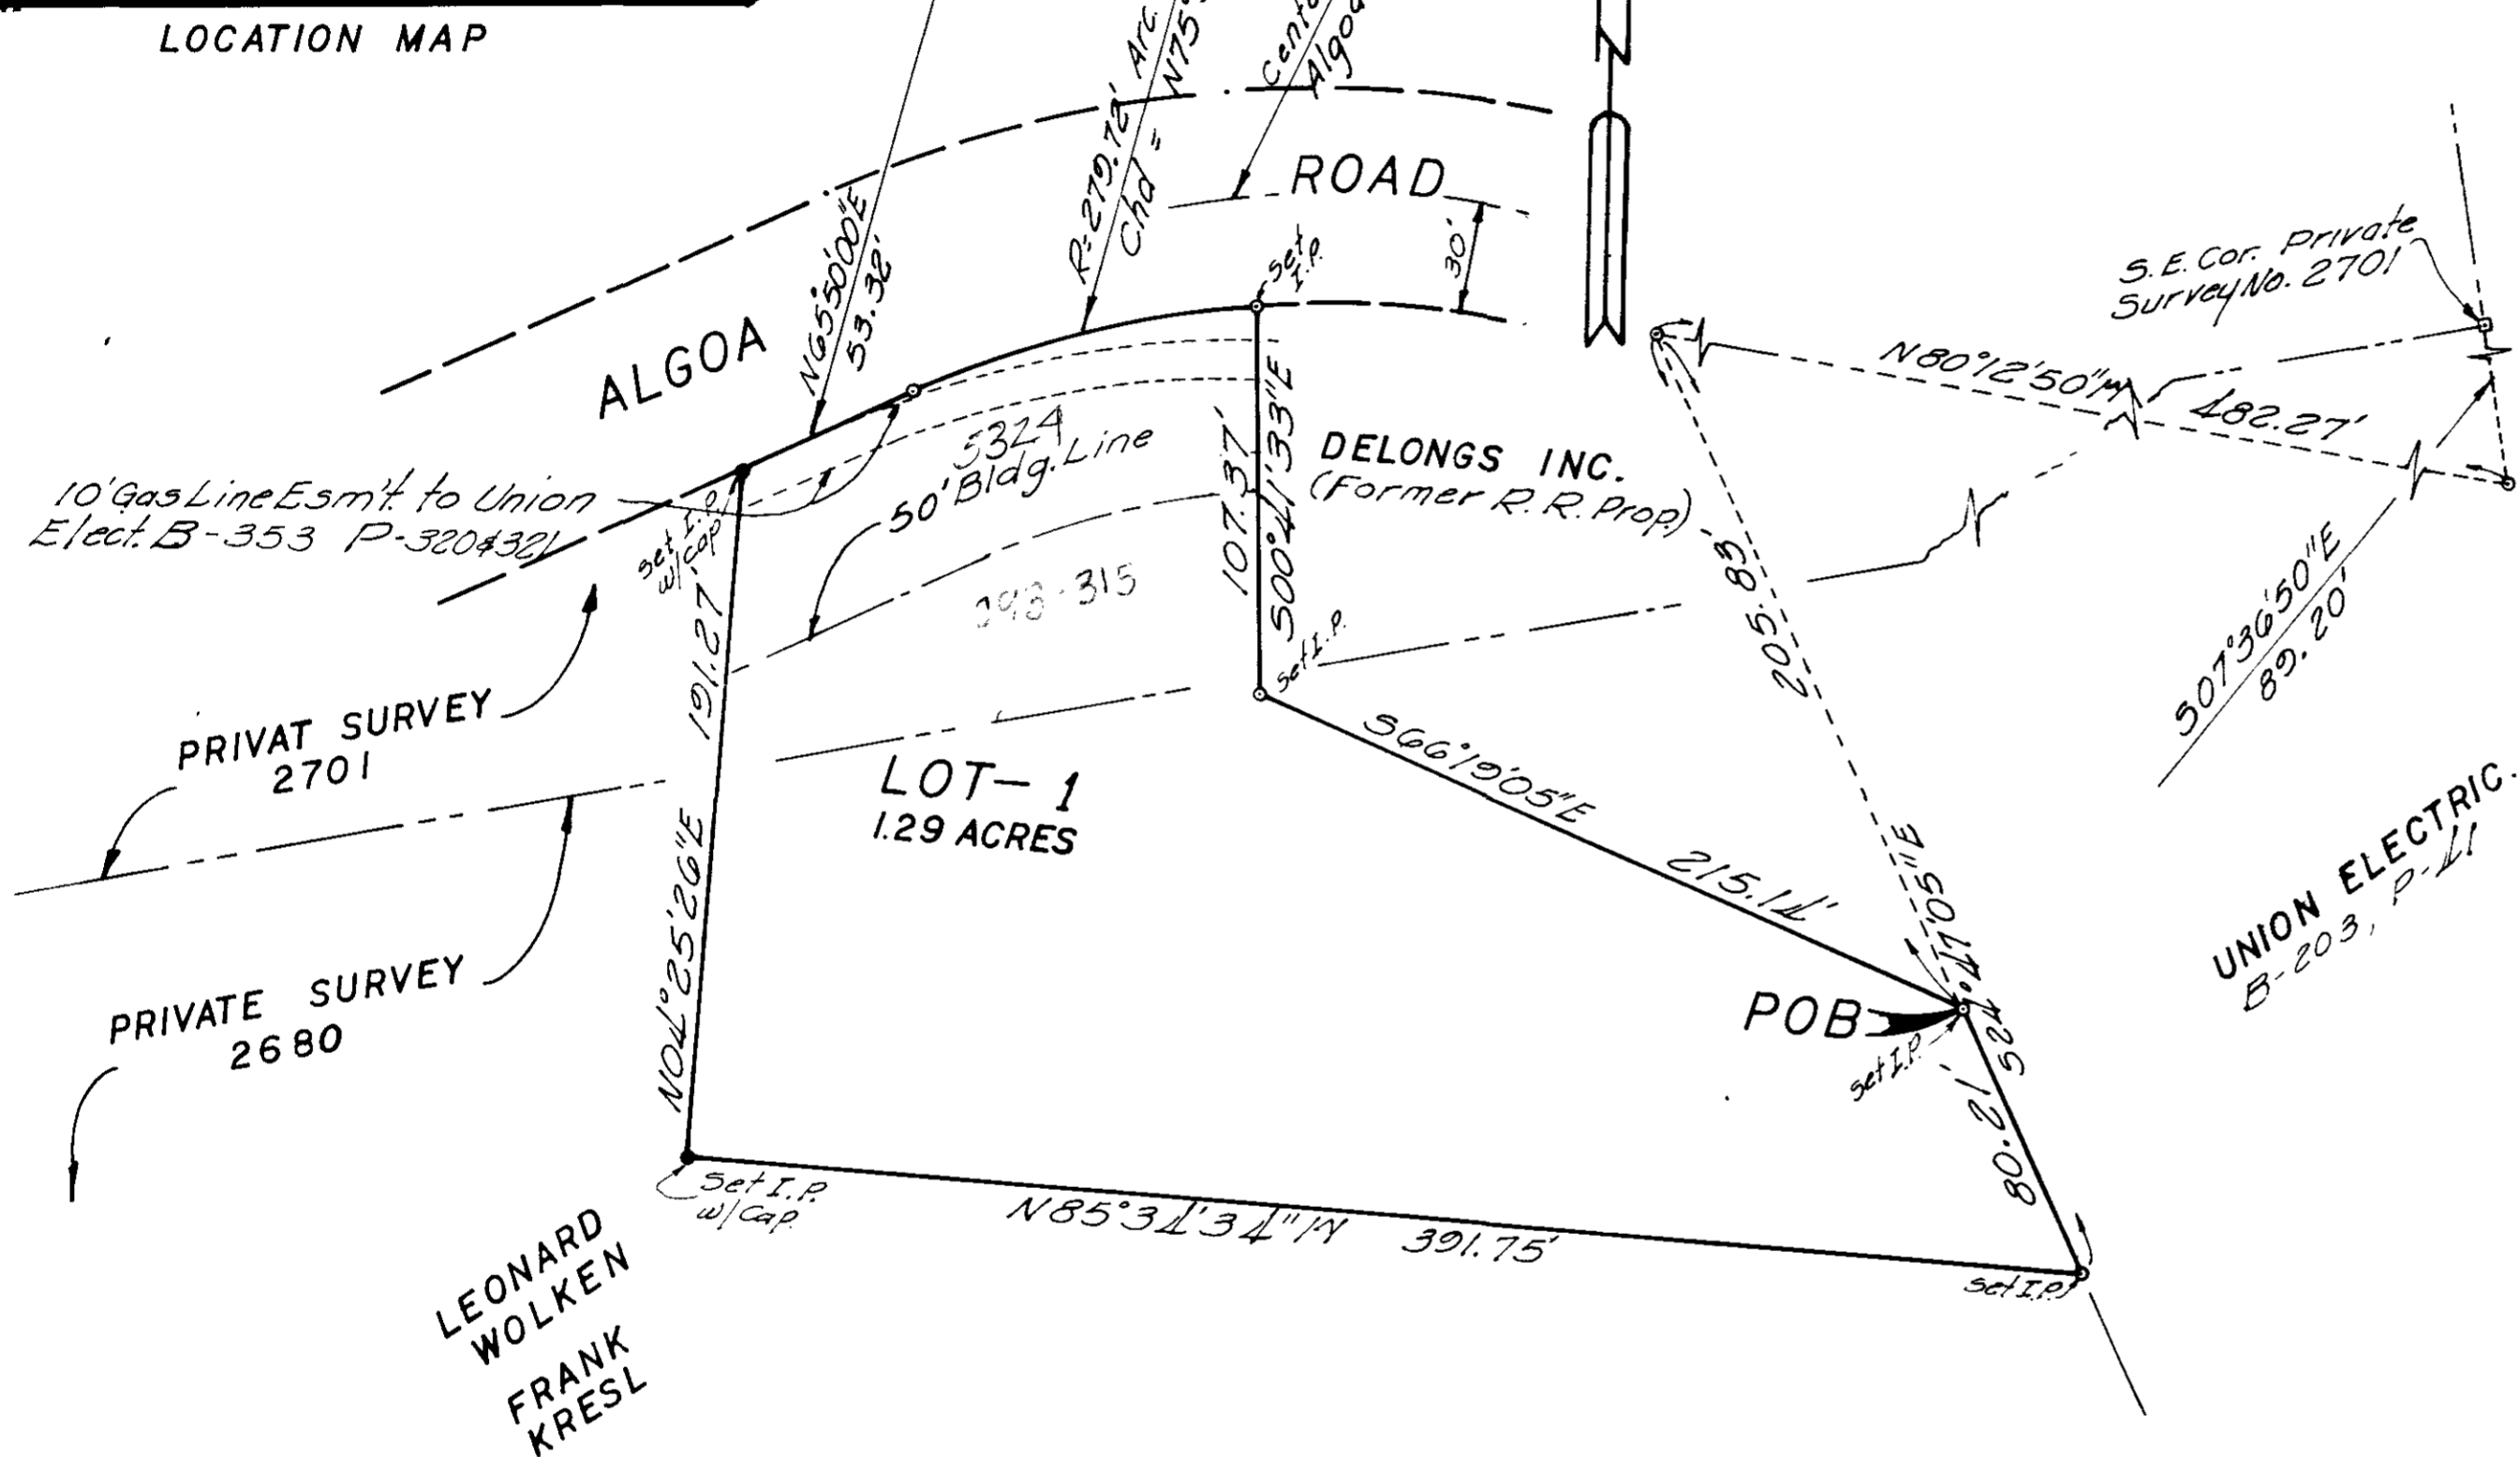 LOCATION MAP
Arc.
N75°
ROAD
30'
Set
I.P.
R=279.72'
Chd "
N65°50'00"E
53.32'
ALGOA
S.E. Cor. Private
Survey No. 2701
N80°12'50"W
482.27'
10' Gas Line Esm't. to Union
Elect. B-353 P-320&321
5324
50' Bldg. Line
107.37'
S00°41'33"E
DELONGS INC.
(Former R.R. Prop.)
Set I.P.
w/cap
393-315
205.83'
S07°36'50"E
89.20'
Set I.P.
191.27'
N04°25'26"E
PRIVAT SURVEY
2701
LOT-1
1.29 ACRES
S66°19'05"E
215.14'
PRIVATE SURVEY
2680
S24°47'05"E
UNION ELECTRIC.
B-203, P-41
POB
Set I.P.
80.21'
Set I.P.
w/Cap.
N85°34'34"W 391.75'
Set I.P.
LEONARD
WOLKEN
FRANK
KRESL